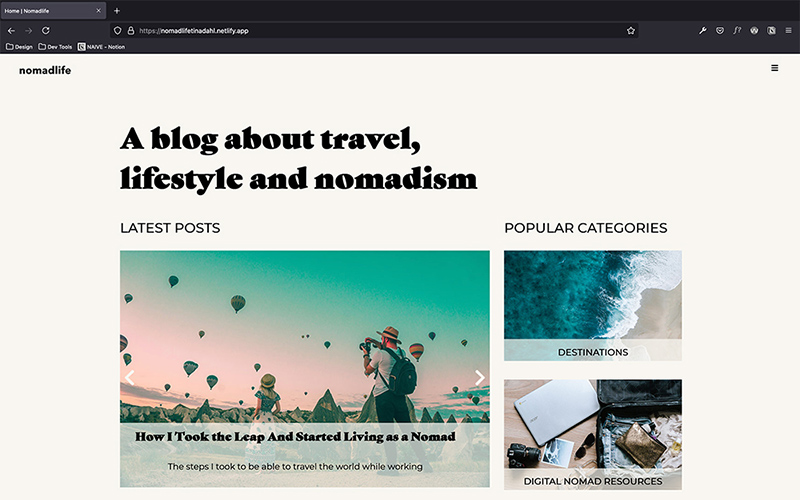 Home | Nomadlife
https://nomadlifetinadahl.netlify.app
f?
Design
Dev Tools
NAIVE - Notion
nomadlife
A blog about travel,
lifestyle and nomadism
LATEST POSTS
POPULAR CATEGORIES
DESTINATIONS
How I Took the Leap And Started Living as a Nomad
The steps I took to be able to travel the world while working
DIGITAL NOMAD RESOURCES